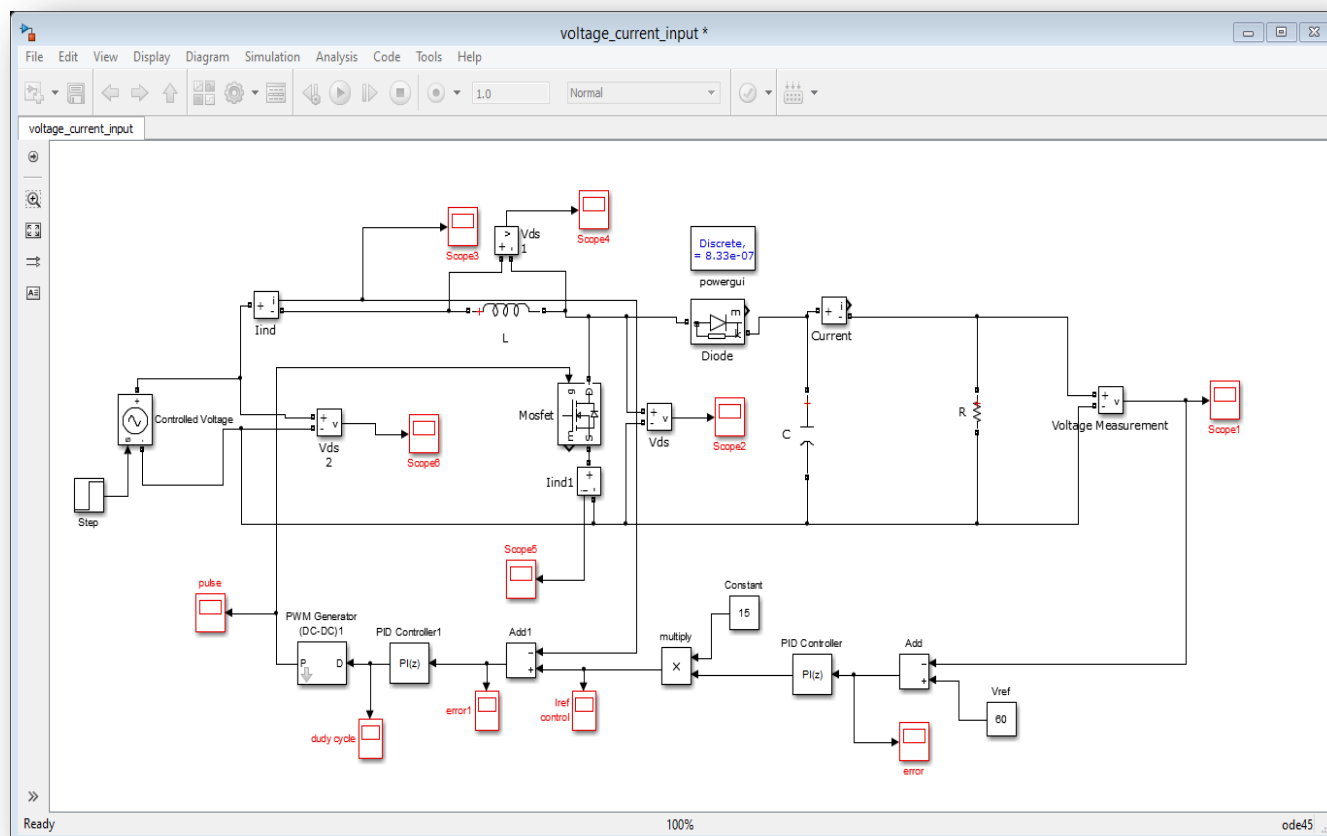 voltage_current_input *
File Edit View Display Diagram Simulation Analysis Code Tools Help
1.0
Normal
voltage_current_input
Scope3
Vds
1
Scope4
Discrete,
= 8.33e-07
powergui
Iind
L
Diode
Current
Controlled Voltage
Vds
2
Scope6
Mosfet
Vds
Scope2
C
R
Voltage Measurement
Scope1
Step
Iind1
Scope5
pulse
PWM Generator
(DC-DC)1
P D
PID Controller1
PI(z)
Add1
multiply
Constant
15
PID Controller
PI(z)
Add
Vref
60
dudy cycle
error1
Iref
control
error
Ready
100%
ode45